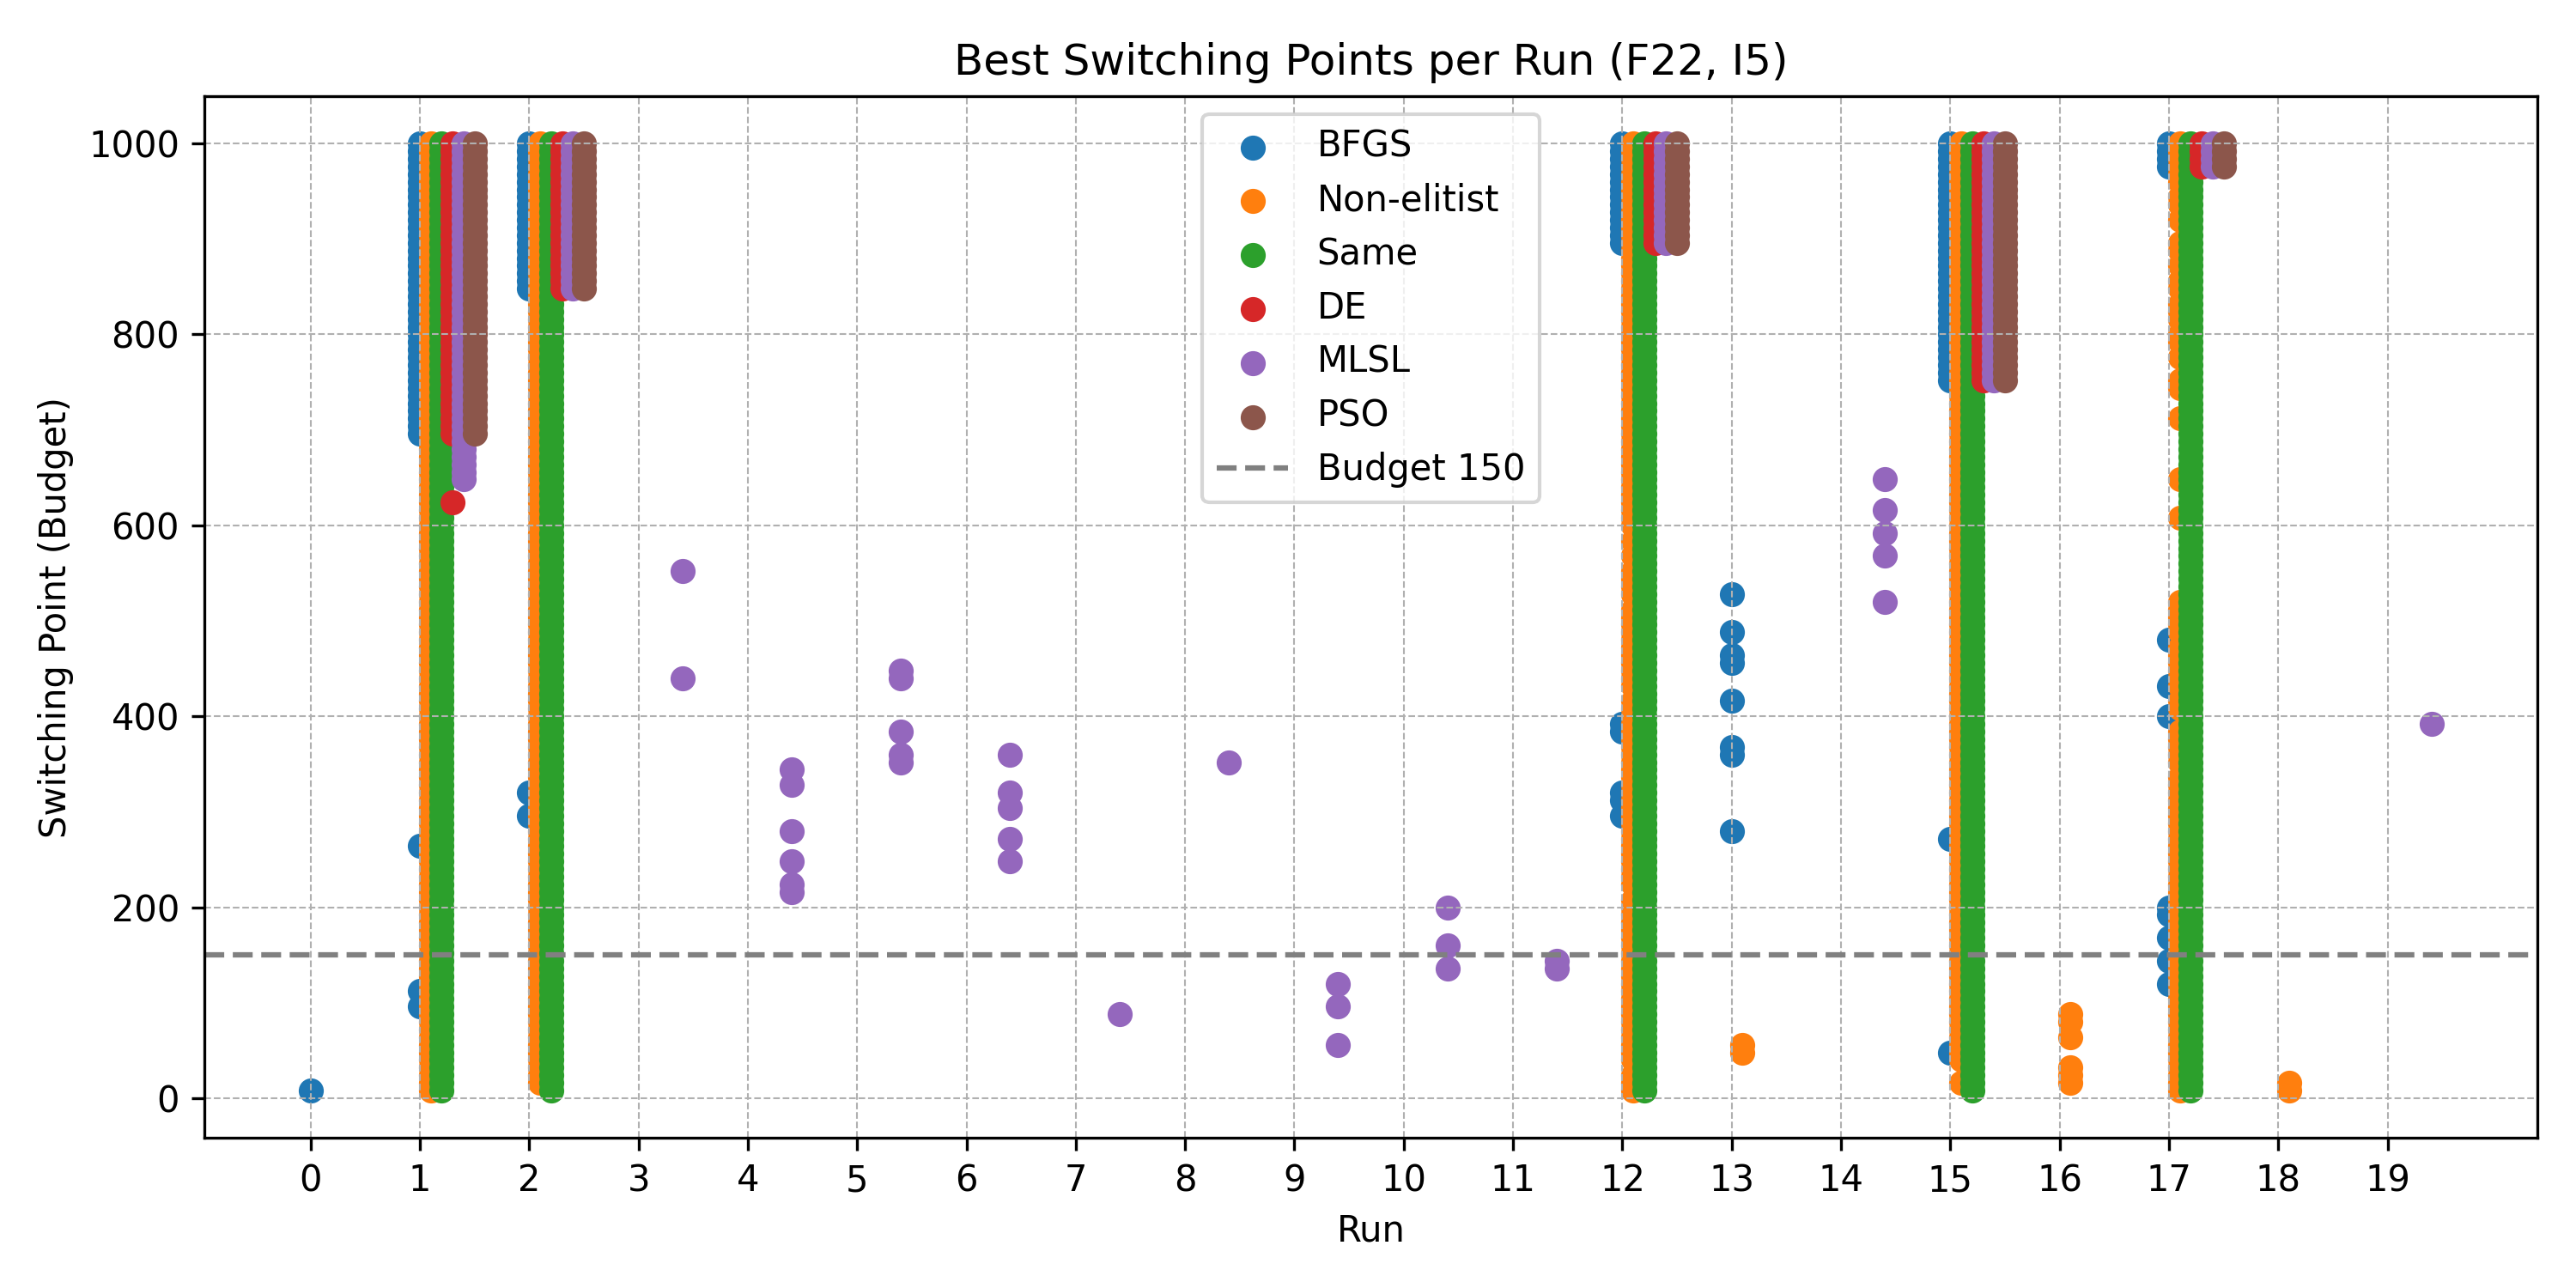 Best Switching Points per Run (F22, I5)
Switching Point (Budget)
1000
800
600
400
200
0
BFGS
Non-elitist
Same
DE
MLSL
PSO
Budget 150
0 1 2 3 4 5 6 7 8 9 10 11 12 13 14 15 16 17 18 19
Run